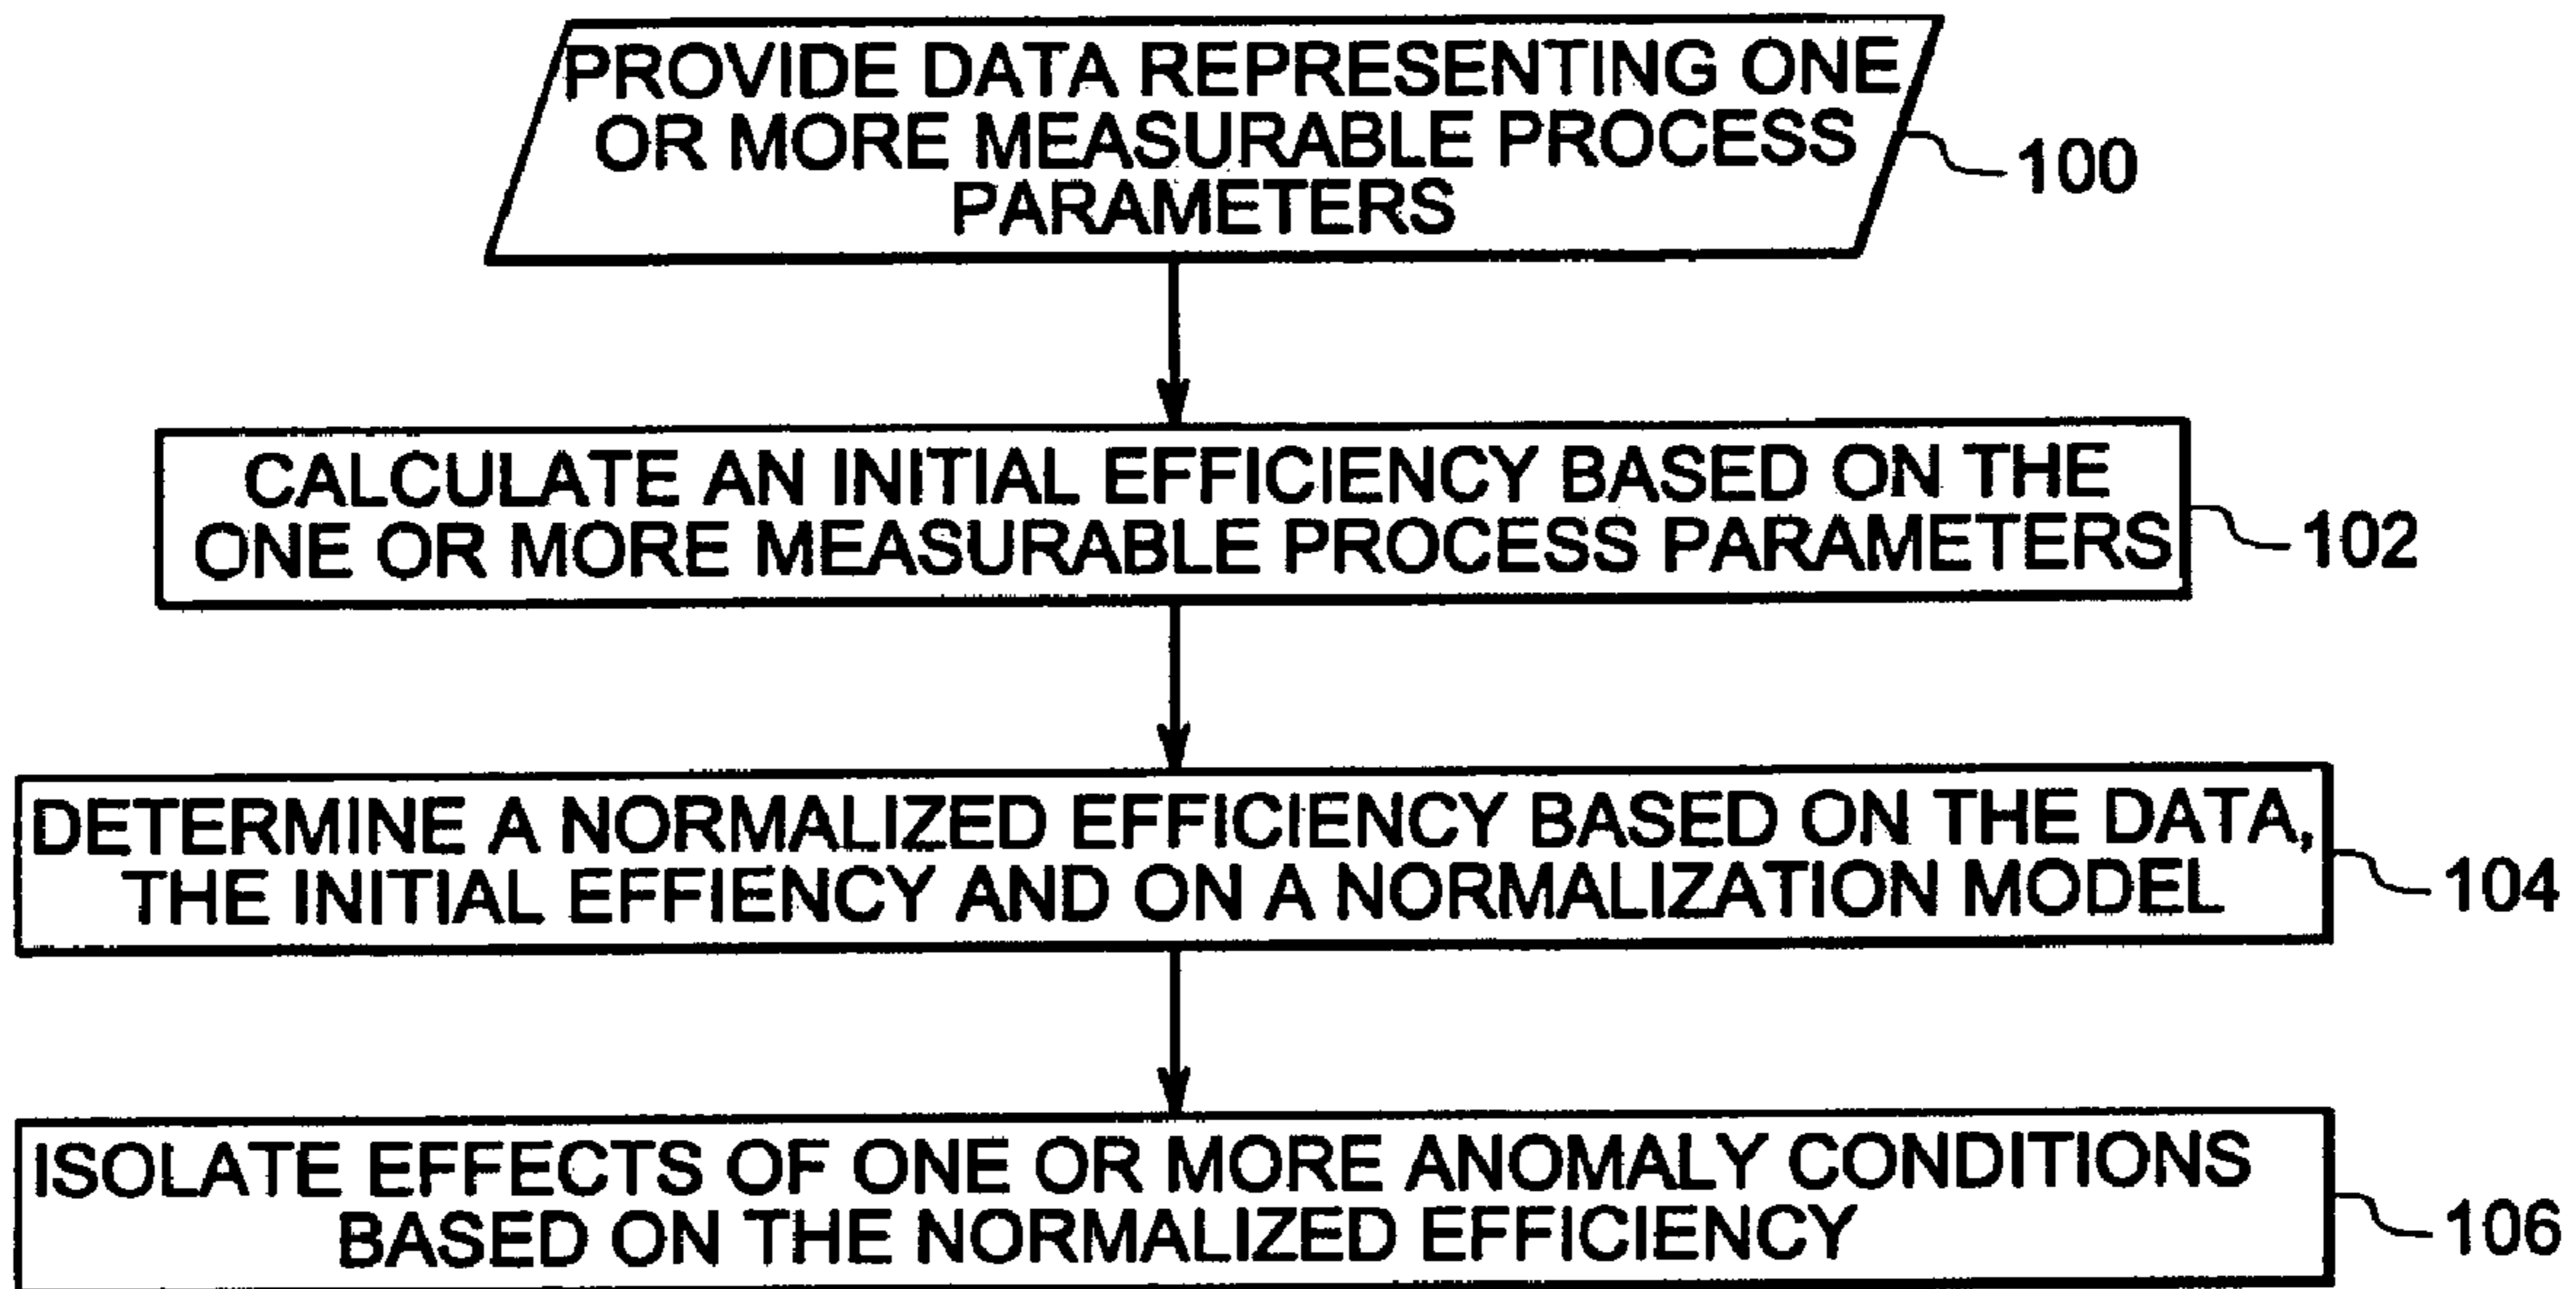 PROVIDE DATA REPRESENTING ONE
OR MORE MEASURABLE PROCESS
PARAMETERS
100
CALCULATE AN INITIAL EFFICIENCY BASED ON THE
ONE OR MORE MEASURABLE PROCESS PARAMETERS
102
DETERMINE A NORMALIZED EFFICIENCY BASED ON THE DATA,
THE INITIAL EFFIENCY AND ON A NORMALIZATION MODEL
104
ISOLATE EFFECTS OF ONE OR MORE ANOMALY CONDITIONS
BASED ON THE NORMALIZED EFFICIENCY
106